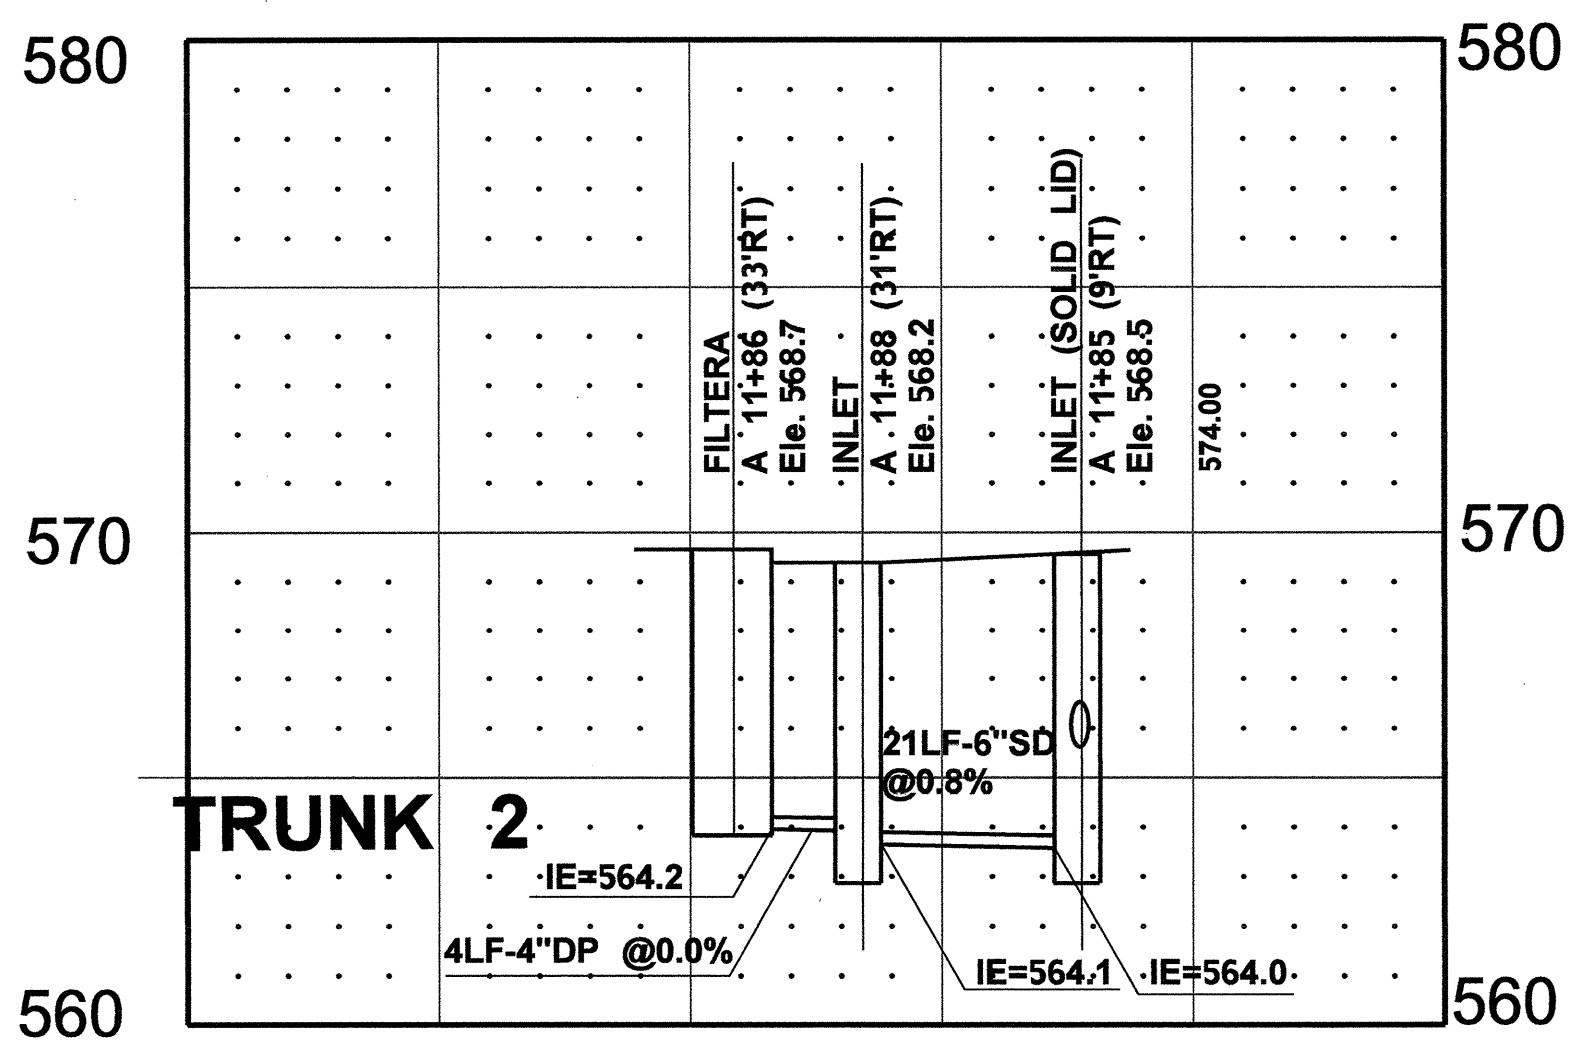 580
580
FILTERA
A 11+86 (33'RT)
Ele. 568.7
INLET
A 11+88 (31'RT)
Ele. 568.2
INLET (SOLID LID)
A 11+85 (9'RT)
Ele. 568.5
574.00
570
570
21LF-6"SD
@0.8%
TRUNK 2
IE=564.2
4LF-4"DP @0.0%
IE=564.1
IE=564.0
560
560